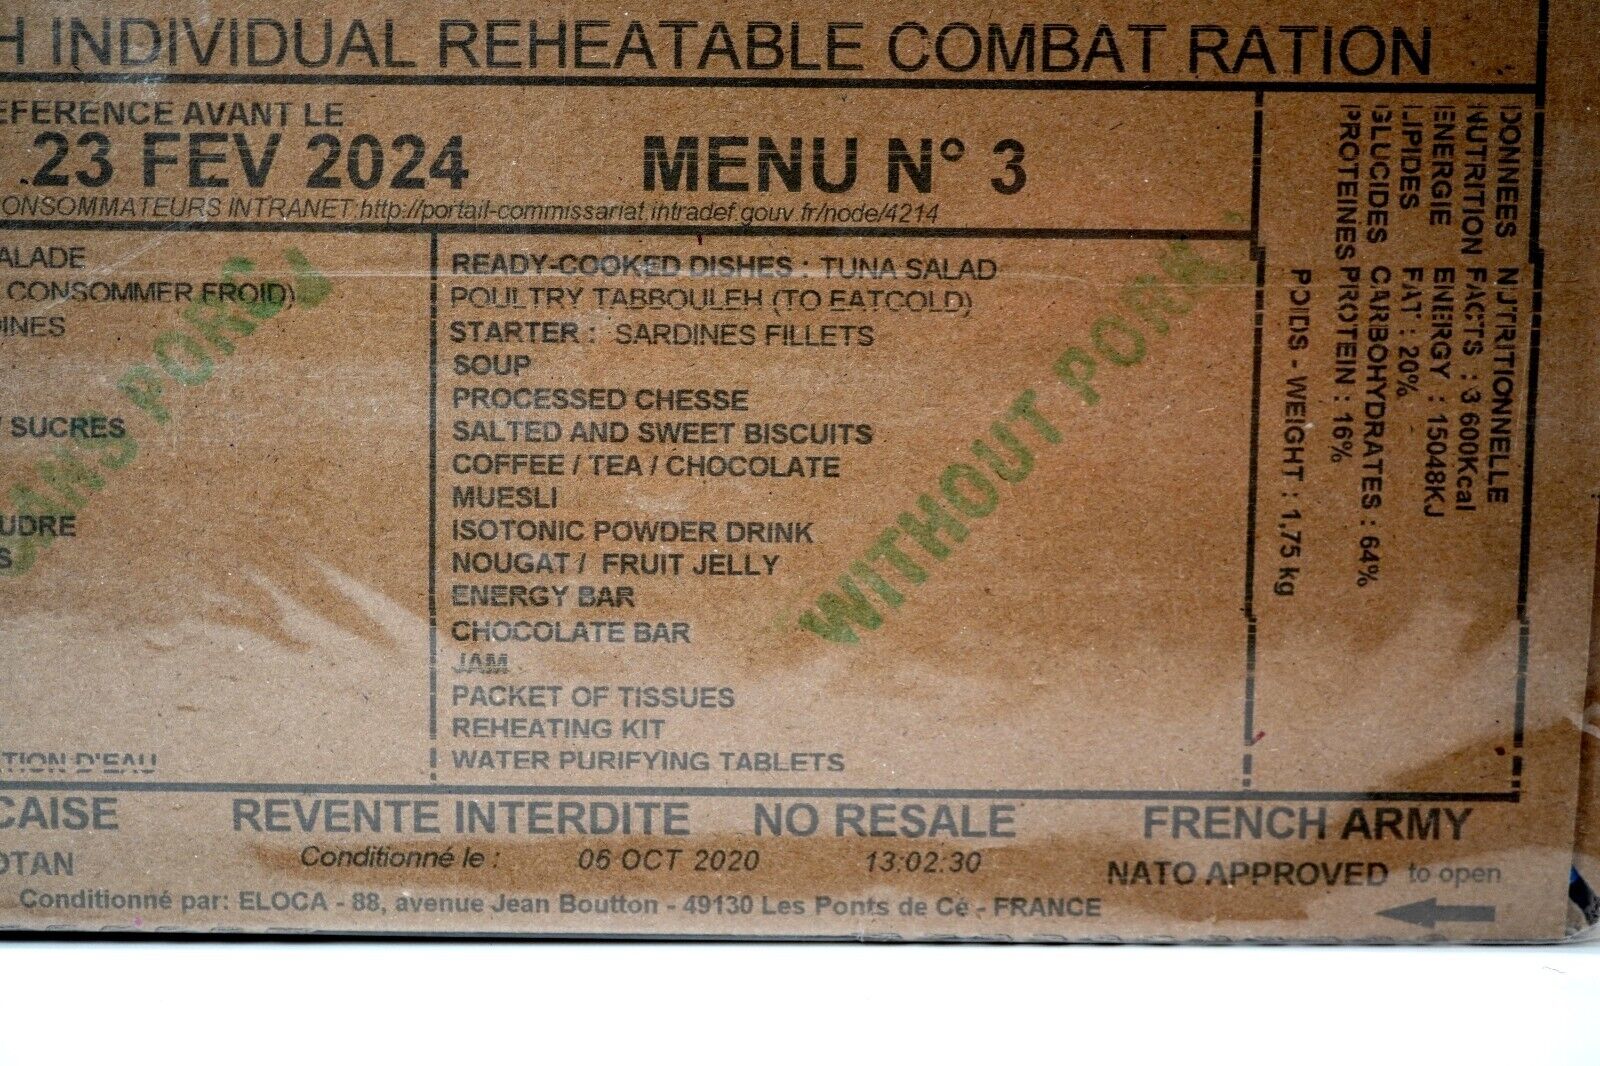 H INDIVIDUAL REHEATABLE COMBAT RATION
EFERENCE AVANT LE
23 FEV 2024
MENU N° 3
ONSOMMATEURS INTRANET:http://portail-commissariat.intradef.gouv.fr/node/4214
ALADE
CONSOMMER FROID)
DINES
/ SUCRES
OUDRE
S
TION D'EAU
SANS PORC
READY-COOKED DISHES : TUNA SALAD
POULTRY TABBOULEH (TO EATCOLD)
STARTER : SARDINES FILLETS
SOUP
PROCESSED CHESSE
SALTED AND SWEET BISCUITS
COFFEE / TEA / CHOCOLATE
MUESLI
ISOTONIC POWDER DRINK
NOUGAT / FRUIT JELLY
ENERGY BAR
CHOCOLATE BAR
JAM
PACKET OF TISSUES
REHEATING KIT
WATER PURIFYING TABLETS
WITHOUT PORK
DONNEES NUTRITIONNELLE
NUTRITION FACTS : 3 600Kcal
ENERGIE ENERGY : 15048KJ
LIPIDES FAT : 20%
GLUCIDES CARBOHYDRATES : 64%
PROTEINES PROTEIN : 16%
POIDS - WEIGHT : 1,75 kg
CAISE REVENTE INTERDITE NO RESALE FRENCH ARMY
OTAN Conditionné le : 06 OCT 2020 13:02:30 NATO APPROVED to open
Conditionné par: ELOCA - 88, avenue Jean Boutton - 49130 Les Ponts de Cé - FRANCE